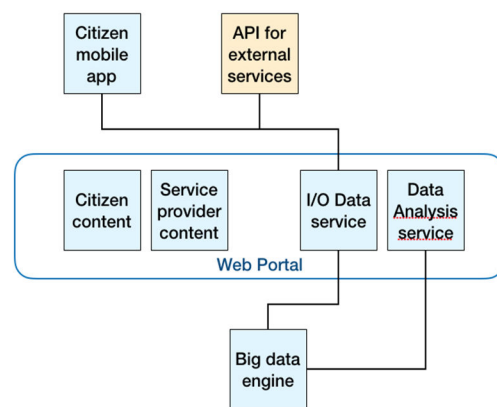 Citizen
mobile
app
API for
external
services
Citizen
content
Service
provider
content
I/O Data
service
Data
Analysis
service
Web Portal
Big data
engine